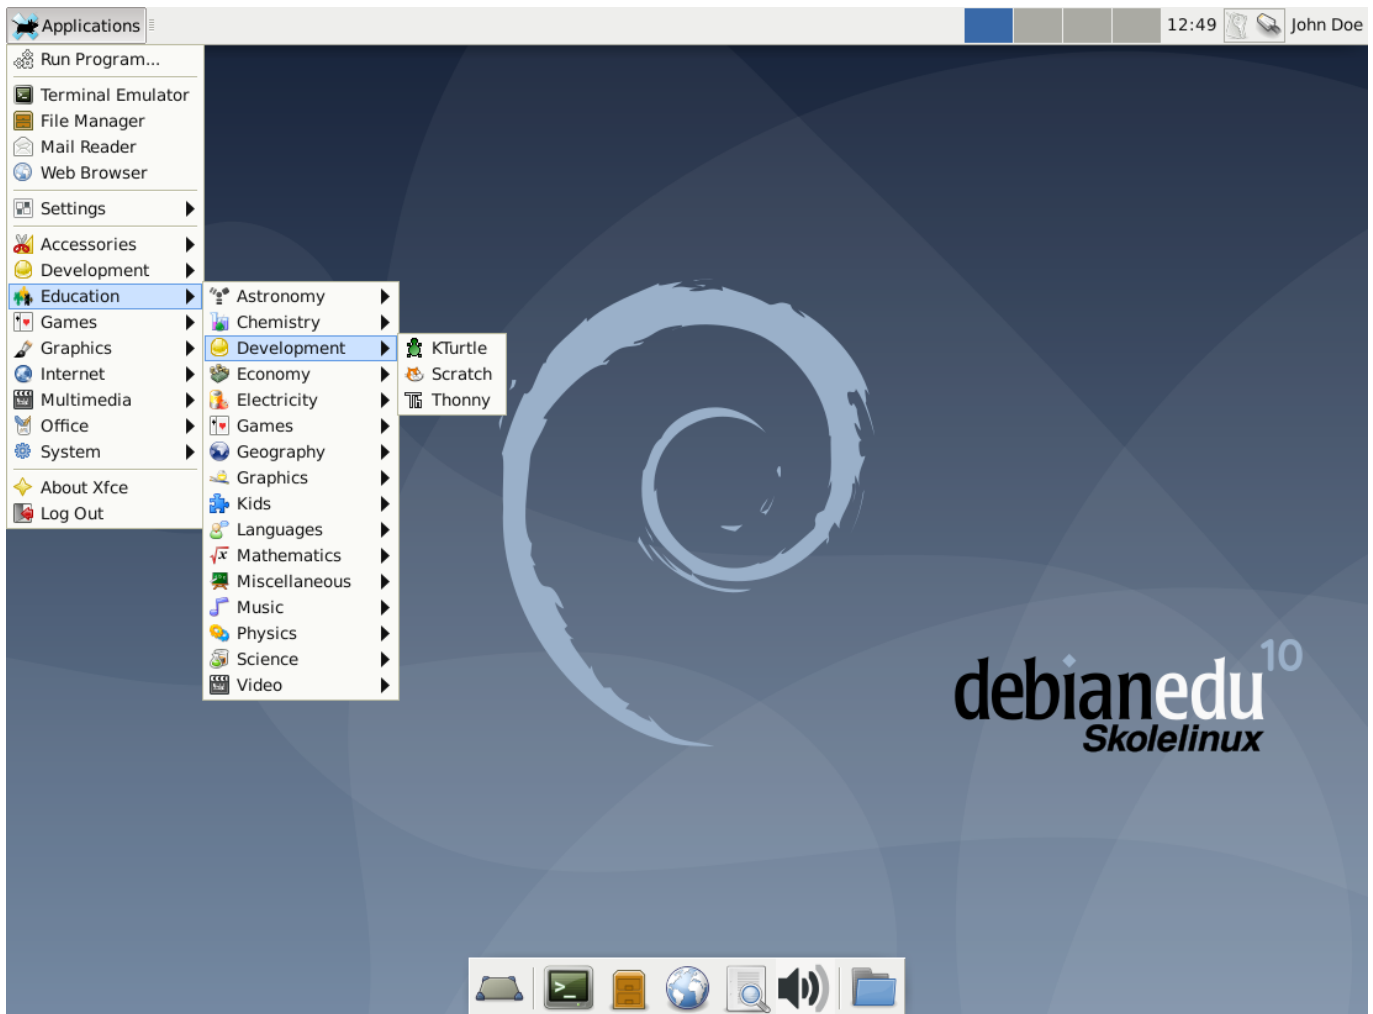 Applications
12:49
John Doe
Run Program...
Terminal Emulator
File Manager
Mail Reader
Web Browser
Settings
Accessories
Development
Education
Games
Graphics
Internet
Multimedia
Office
System
About Xfce
Log Out
Astronomy
Chemistry
Development
Economy
Electricity
Games
Geography
Graphics
Kids
Languages
Mathematics
Miscellaneous
Music
Physics
Science
Video
KTurtle
Scratch
Thonny
debianedu 10
Skolelinux